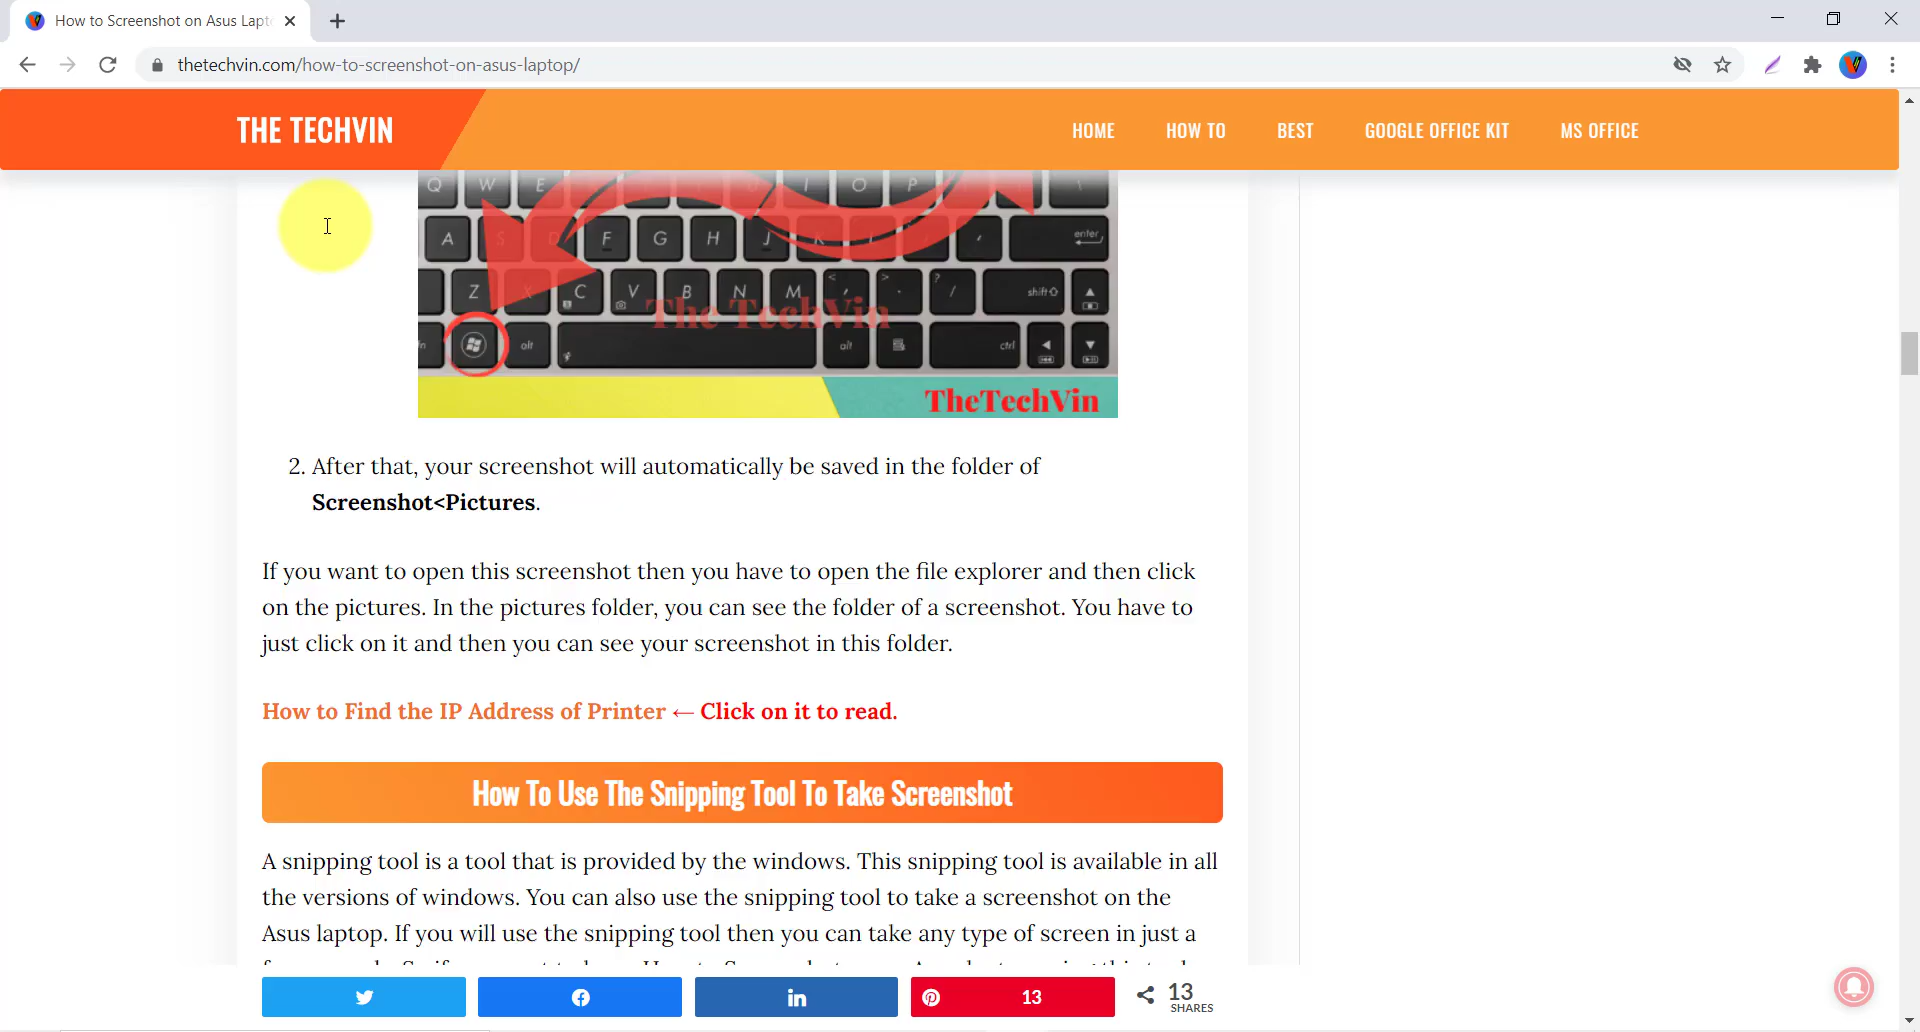 How to Screenshot on Asus Lapt
thetechvin.com/how-to-screenshot-on-asus-laptop/
THE TECHVIN
HOME
HOW TO
BEST
GOOGLE OFFICE KIT
MS OFFICE
Q W E O P
A S D F G H J K L enter
Z X C V B N M < , > . ? / shift
The TechVin
alt alt ctrl
TheTechVin
2. After that, your screenshot will automatically be saved in the folder of
Screenshot<Pictures.
If you want to open this screenshot then you have to open the file explorer and then click
on the pictures. In the pictures folder, you can see the folder of a screenshot. You have to
just click on it and then you can see your screenshot in this folder.
How to Find the IP Address of Printer ← Click on it to read.
How To Use The Snipping Tool To Take Screenshot
A snipping tool is a tool that is provided by the windows. This snipping tool is available in all
the versions of windows. You can also use the snipping tool to take a screenshot on the
Asus laptop. If you will use the snipping tool then you can take any type of screen in just a
13
13
SHARES